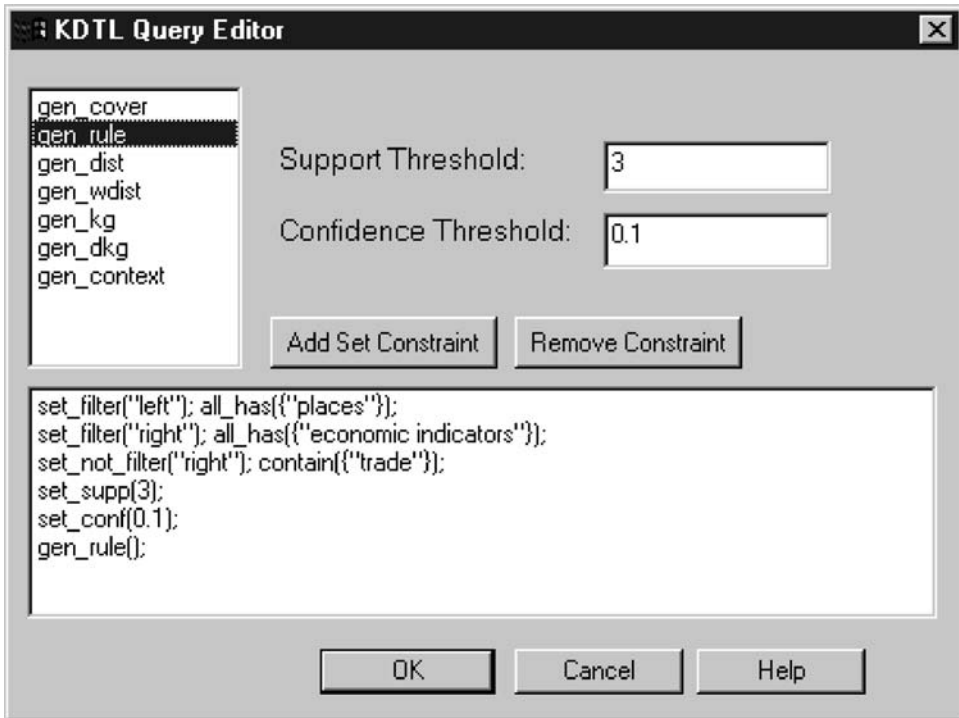 KDTL Query Editor
gen_cover
gen_rule
gen_dist
gen_wdist
gen_kg
gen_dkg
gen_context
Support Threshold:
3
Confidence Threshold:
0.1
Add Set Constraint
Remove Constraint
set_filter("left"); all_has({"places"});
set_filter("right"); all_has({"economic indicators"});
set_not_filter("right"); contain({"trade"});
set_supp(3);
set_conf(0.1);
gen_rule();
OK
Cancel
Help